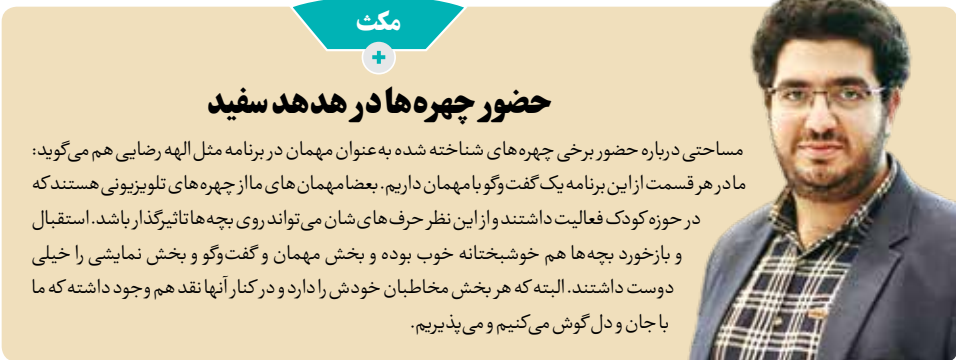 مکث
+
حضور چهره‌ها در هدهد سفید
مساحتی درباره حضور برخی چهره‌های شناخته شده به‌عنوان مهمان در برنامه مثل الهه رضایی هم می‌گوید:
ما در هر قسمت از این برنامه یک گفت‌وگو با مهمان داریم. بعضا مهمان‌های ما از چهره‌های تلویزیونی هستند که
در حوزه کودک فعالیت داشتند و از این نظر حرف‌های‌شان می‌تواند روی بچه‌ها تاثیرگذار باشد. استقبال
و بازخورد بچه‌ها هم خوشبختانه خوب بوده و بخش مهمان و گفت‌وگو و بخش نمایشی را خیلی
دوست داشتند. البته که هر بخش مخاطبان خودش را دارد و در کنار آنها نقد هم وجود داشته که ما
با جان و دل گوش می‌کنیم و می‌پذیریم.